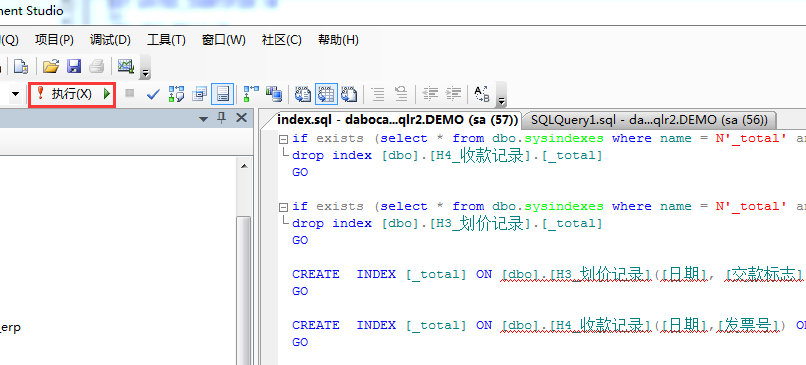 ment Studio
(Q) 项目(P) 调试(D) 工具(T) 窗口(W) 社区(C) 帮助(H)
执行(X)
index.sql - daboca...qlr2.DEMO (sa (57)) SQLQuery1.sql - da...qlr2.DEMO (sa (56))
if exists (select * from dbo.sysindexes where name = N'_total' an
drop index [dbo].[H4_收款记录].[_total]
GO
if exists (select * from dbo.sysindexes where name = N'_total' an
drop index [dbo].[H3_划价记录].[_total]
GO
CREATE INDEX [_total] ON [dbo].[H3_划价记录]([日期], [交款标志]
GO
CREATE INDEX [_total] ON [dbo].[H4_收款记录]([日期],[发票号]) ON
GO
_erp